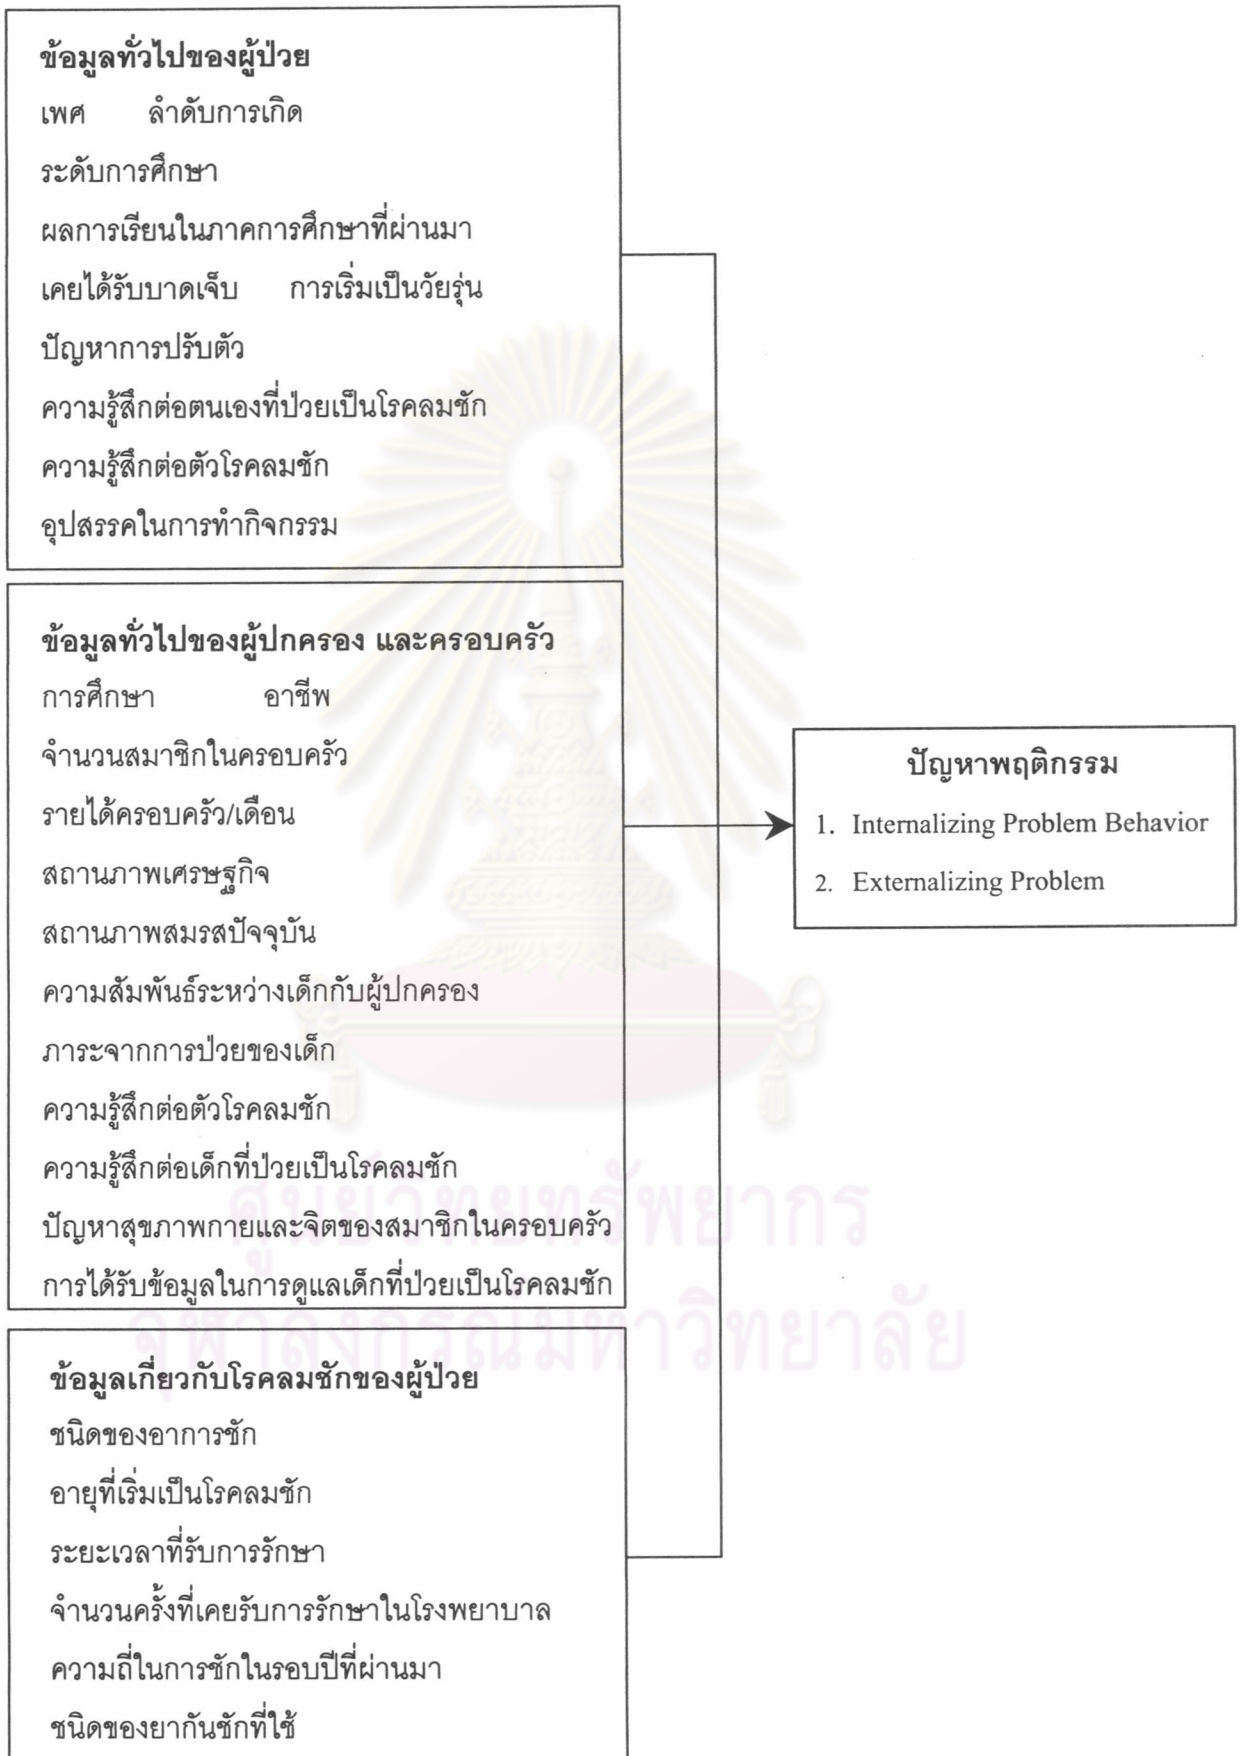 ข้อมูลทั่วไปของผู้ป่วย
เพศ ลำดับการเกิด
ระดับการศึกษา
ผลการเรียนในภาคการศึกษาที่ผ่านมา
เคยได้รับบาดเจ็บ การเริ่มเป็นวัยรุ่น
ปัญหาการปรับตัว
ความรู้สึกต่อตนเองที่ป่วยเป็นโรคลมชัก
ความรู้สึกต่อตัวโรคลมชัก
อุปสรรคในการทำกิจกรรม
ข้อมูลทั่วไปของผู้ปกครอง และครอบครัว
การศึกษา อาชีพ
จำนวนสมาชิกในครอบครัว
รายได้ครอบครัว/เดือน
สถานภาพเศรษฐกิจ
สถานภาพสมรสปัจจุบัน
ความสัมพันธ์ระหว่างเด็กกับผู้ปกครอง
ภาระจากการป่วยของเด็ก
ความรู้สึกต่อตัวโรคลมชัก
ความรู้สึกต่อเด็กที่ป่วยเป็นโรคลมชัก
ปัญหาสุขภาพกายและจิตของสมาชิกในครอบครัว
การได้รับข้อมูลในการดูแลเด็กที่ป่วยเป็นโรคลมชัก
ข้อมูลเกี่ยวกับโรคลมชักของผู้ป่วย
ชนิดของอาการชัก
อายุที่เริ่มเป็นโรคลมชัก
ระยะเวลาที่รับการรักษา
จำนวนครั้งที่เคยรับการรักษาในโรงพยาบาล
ความถี่ในการชักในรอบปีที่ผ่านมา
ชนิดของยากันชักที่ใช้
ปัญหาพฤติกรรม
1. Internalizing Problem Behavior
2. Externalizing Problem
ศูนย์วิทยทรัพยากร
จุฬาลงกรณ์มหาวิทยาลัย